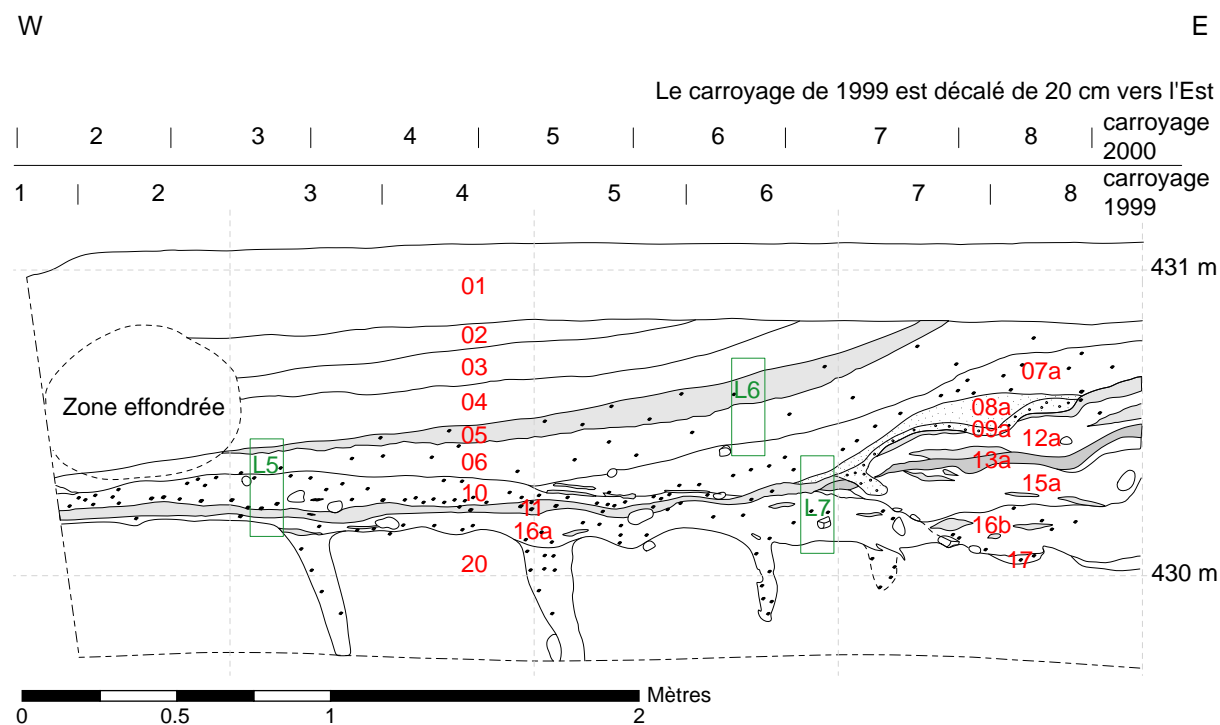 W E
Le carroyage de 1999 est décalé de 20 cm vers l'Est
2 3 4 5 6 7 8 carroyage
2000
1 2 3 4 5 6 7 8 carroyage
1999
431 m
01
02
03
04
05
06
10
11
16a
20
Zone effondrée
L5
L6
L7
07a
08a
09a
12a
13a
15a
16b
17
430 m
Mètres
0 0.5 1 2